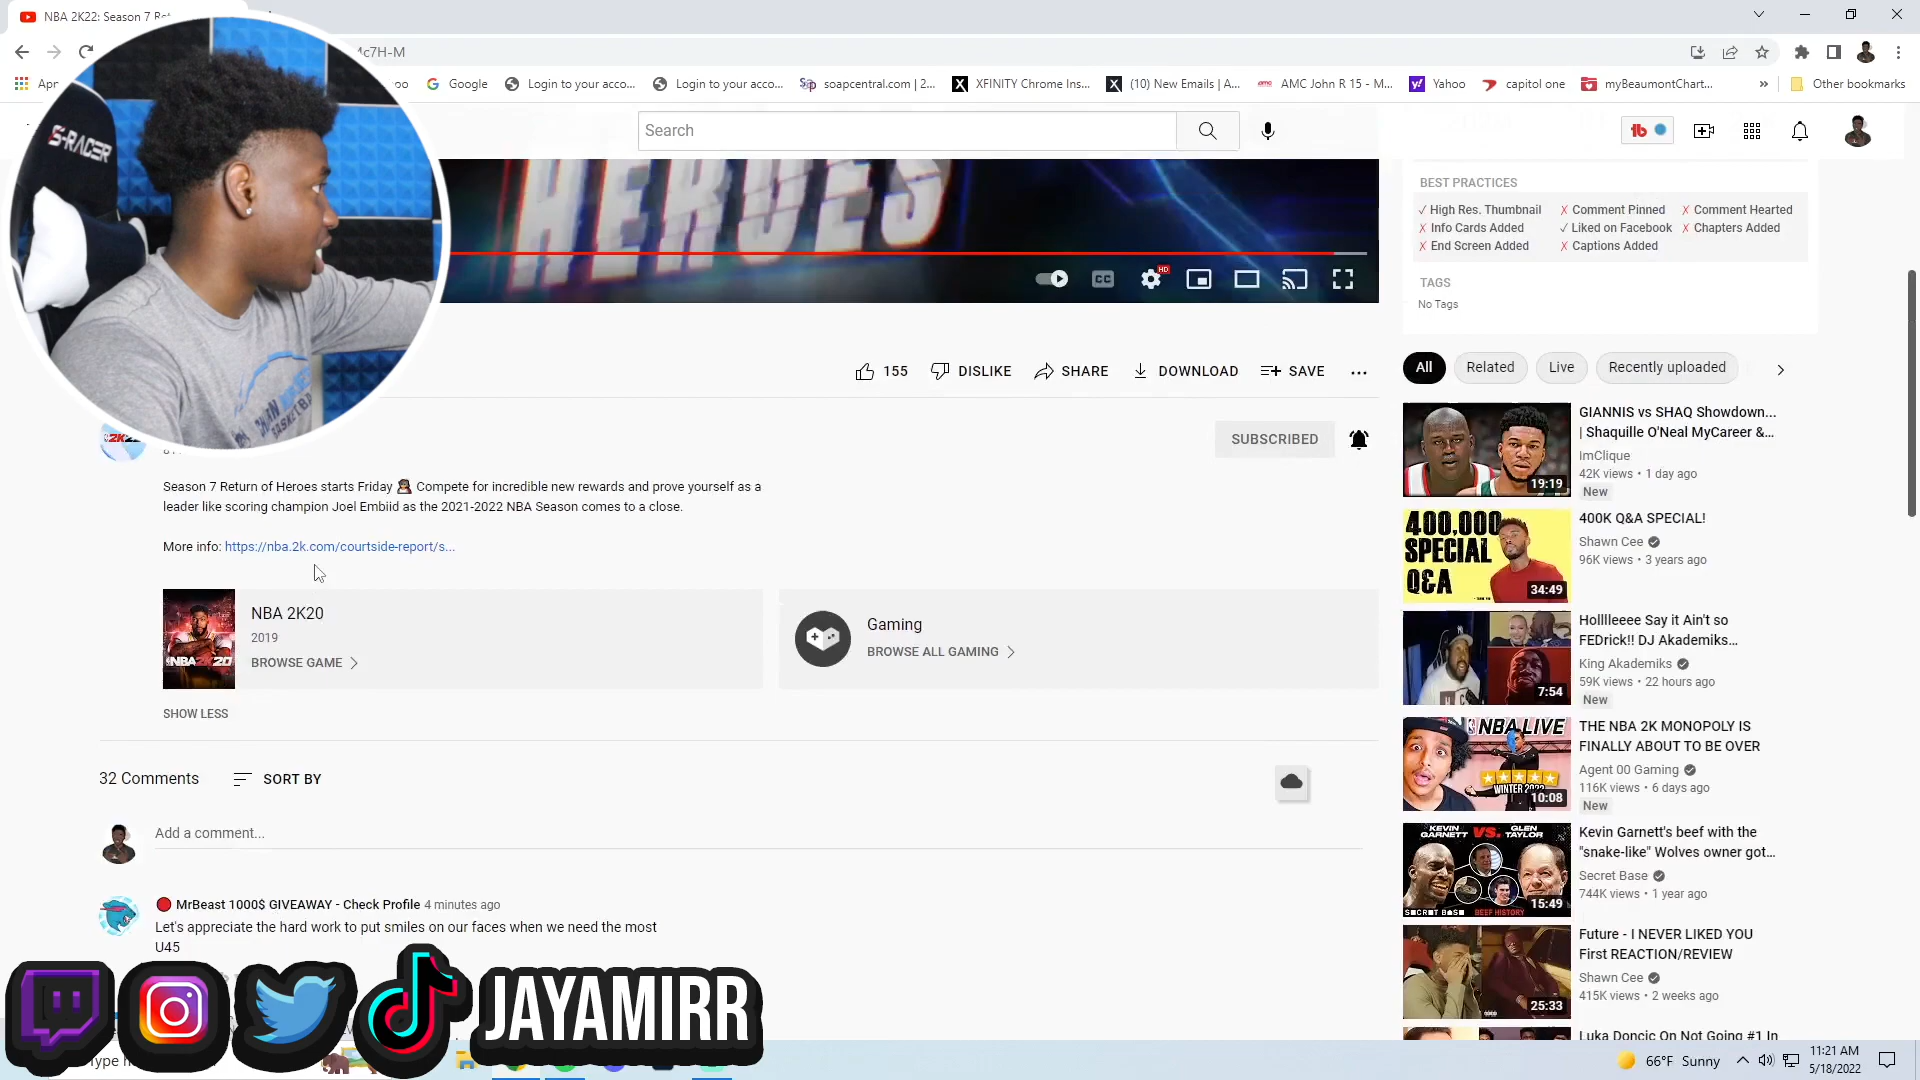 NBA 2K22: Season 7 Ret
4c7H-M
Google
Login to your acco...
Login to your acco...
soapcentral.com | 2...
XFINITY Chrome Ins...
(10) New Emails | A...
AMC John R 15 - M...
Yahoo
capitol one
myBeaumontChart...
»
Other bookmarks
S-RACER
Search
HEROES
CC
HD
BEST PRACTICES
✓ High Res. Thumbnail
✗ Comment Pinned
✗ Comment Hearted
✗ Info Cards Added
✓ Liked on Facebook
✗ Chapters Added
✗ End Screen Added
✗ Captions Added
TAGS
No Tags
155
DISLIKE
SHARE
DOWNLOAD
SAVE
...
All
Related
Live
Recently uploaded
SUBSCRIBED
Season 7 Return of Heroes starts Friday Compete for incredible new rewards and prove yourself as a
leader like scoring champion Joel Embiid as the 2021-2022 NBA Season comes to a close.
More info: https://nba.2k.com/courtside-report/s...
NBA 2K20
NBA 2K20
2019
BROWSE GAME
Gaming
BROWSE ALL GAMING
SHOW LESS
32 Comments
SORT BY
Add a comment...
MrBeast 1000$ GIVEAWAY - Check Profile 4 minutes ago
Let's appreciate the hard work to put smiles on our faces when we need the most
U45
JAYAMIRR
19:19
GIANNIS vs SHAQ Showdown...
| Shaquille O'Neal MyCareer &...
ImClique
42K views • 1 day ago
New
400,000
SPECIAL
Q&A
34:49
400K Q&A SPECIAL!
Shawn Cee
96K views • 3 years ago
7:54
Holllleeee Say it Ain't so
FEDrick!! DJ Akademiks...
King Akademiks
59K views • 22 hours ago
New
NBA LIVE
WINTER 2023
10:08
THE NBA 2K MONOPOLY IS
FINALLY ABOUT TO BE OVER
Agent 00 Gaming
116K views • 6 days ago
New
KEVIN GARNETT VS. GLEN TAYLOR
SECRET BASE
BEEF HISTORY
15:49
Kevin Garnett's beef with the
"snake-like" Wolves owner got...
Secret Base
744K views • 1 year ago
25:33
Future - I NEVER LIKED YOU
First REACTION/REVIEW
Shawn Cee
415K views • 2 weeks ago
Luka Doncic On Not Going #1 In
66°F Sunny
11:21 AM
5/18/2022